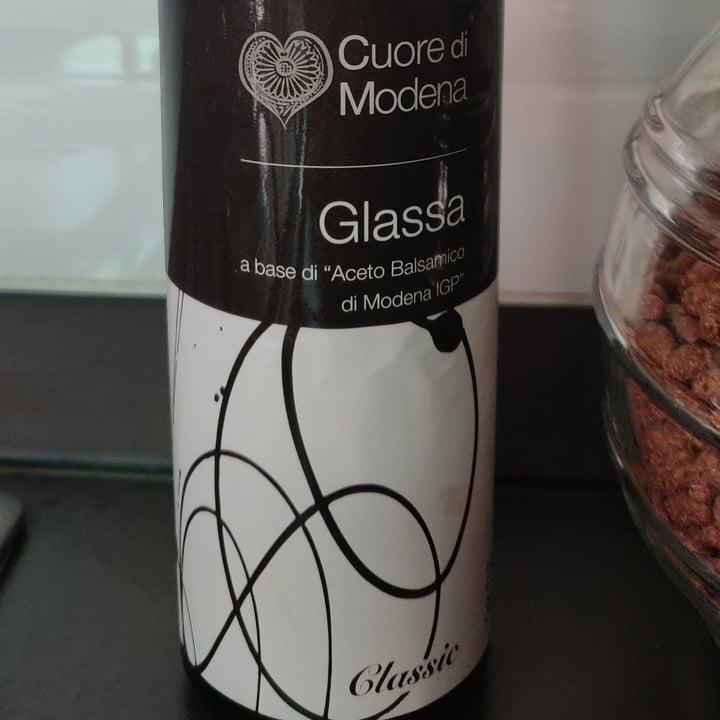 Cuore di
Modena
Glassa
a base di "Aceto Balsamico
di Modena IGP"
Classic